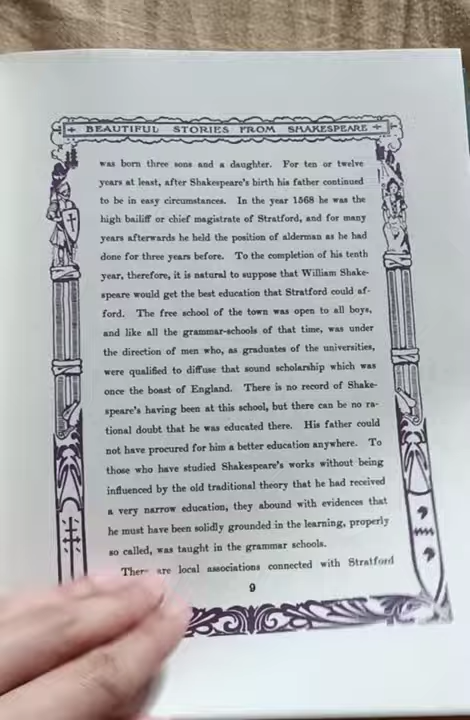 BEAUTIFUL STORIES FROM SHAKESPEARE
was born three sons and a daughter. For ten or twelve
years at least, after Shakespeare's birth his father continued
to be in easy circumstances. In the year 1568 he was the
high bailiff or chief magistrate of Stratford, and for many
years afterwards he held the position of alderman as he had
done for three years before. To the completion of his tenth
year, therefore, it is natural to suppose that William Shake-
speare would get the best education that Stratford could af-
ford. The free school of the town was open to all boys,
and like all the grammar-schools of that time, was under
the direction of men who, as graduates of the universities,
were qualified to diffuse that sound scholarship which was
once the boast of England. There is no record of Shake-
speare's having been at this school, but there can be no ra-
tional doubt that he was educated there. His father could
not have procured for him a better education anywhere. To
those who have studied Shakespeare's works without being
influenced by the old traditional theory that he had received
a very narrow education, they abound with evidences that
he must have been solidly grounded in the learning, properly
so called, was taught in the grammar schools.
There are local associations connected with Stratford
9